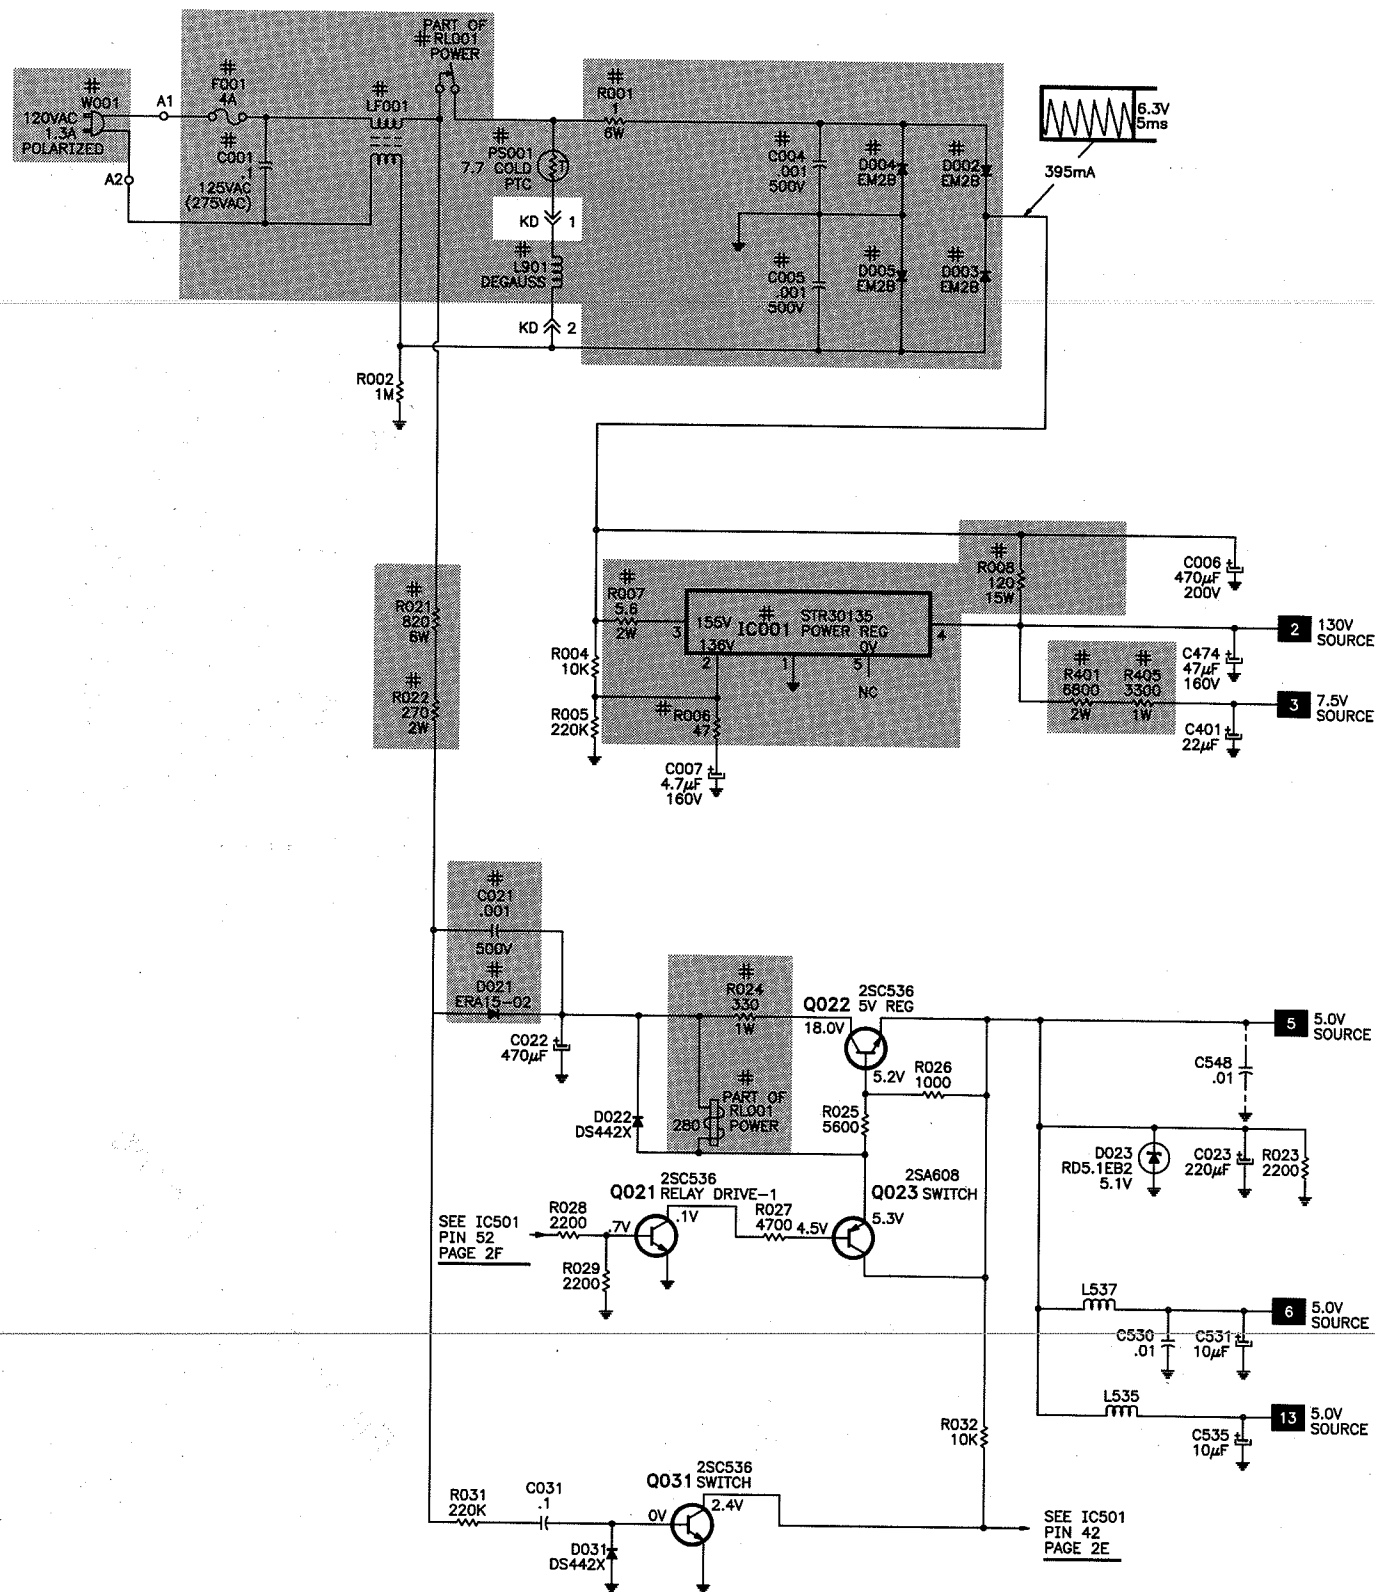 PART OF
# RL001
POWER
#
W001
120VAC
1.3A
POLARIZED
A1
A2
#
F001
4A
#
LF001
#
C001
.1
125VAC
(275VAC)
#
R001
1
6W
#
PS001
7.7 COLD
PTC
KD 1
#
L901
DEGAUSS
KD 2
#
C004
.001
500V
#
D004
EM2B
#
D002
EM2B
#
C005
.001
500V
#
D005
EM2B
#
D003
EM2B
6.3V
5ms
395mA
R002
1M
#
R021
820
6W
#
R022
270
2W
#
R007
5.6
2W
3
155V
#
IC001
STR30135
POWER REG
136V
0V
2
1
5
4
NC
R004
10K
R005
220K
# R006
47
C007
4.7µF
160V
+
#
R008
120
15W
C006
470µF
200V
+
2
130V
SOURCE
C474
47µF
160V
+
#
R401
6800
2W
#
R405
3300
1W
3
7.5V
SOURCE
C401
22µF
+
#
C021
.001
500V
#
D021
ERA15-02
C022
470µF
+
#
R024
330
1W
Q022
2SC536
5V REG
18.0V
5.2V
R026
1000
R025
5600
#
PART OF
RL001
POWER
280
D022
DS442X
5
5.0V
SOURCE
C548
.01
D023
RD5.1EB2
5.1V
C023
220µF
+
R023
2200
2SC536
Q021 RELAY DRIVE-1
.1V
.7V
SEE IC501
PIN 52
PAGE 2F
R028
2200
R029
2200
R027
4700
4.5V
2SA608
Q023 SWITCH
5.3V
L537
6
5.0V
SOURCE
C530
.01
C531
10µF
+
L535
13
5.0V
SOURCE
C535
10µF
+
R032
10K
R031
220K
C031
.1
D031
DS442X
Q031
2SC536
SWITCH
0V
2.4V
SEE IC501
PIN 42
PAGE 2E